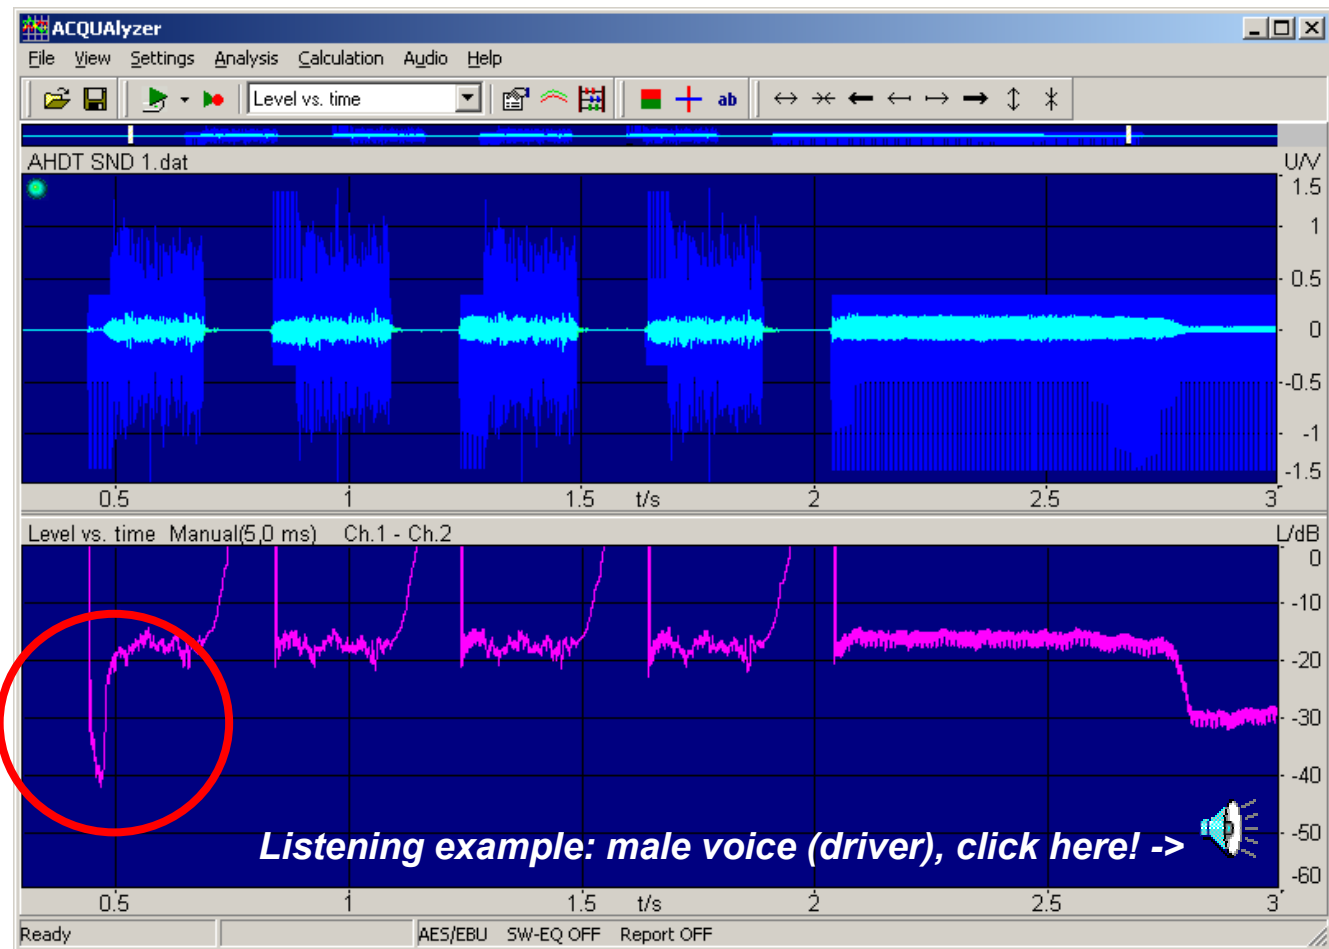 ACQUAlyzer
File View Settings Analysis Calculation Audio Help
Level vs. time ab
AHDT SND 1.dat U/V
1.5
1
0.5
0
-0.5
-1
-1.5
0.5 1 1.5 t/s 2 2.5 3
Level vs. time Manual(5,0 ms) Ch.1 - Ch.2 L/dB
0
-10
-20
-30
-40
-50
Listening example: male voice (driver), click here! ->
-60
0.5 1 1.5 t/s 2 2.5 3
Ready AES/EBU SW-EQ OFF Report OFF